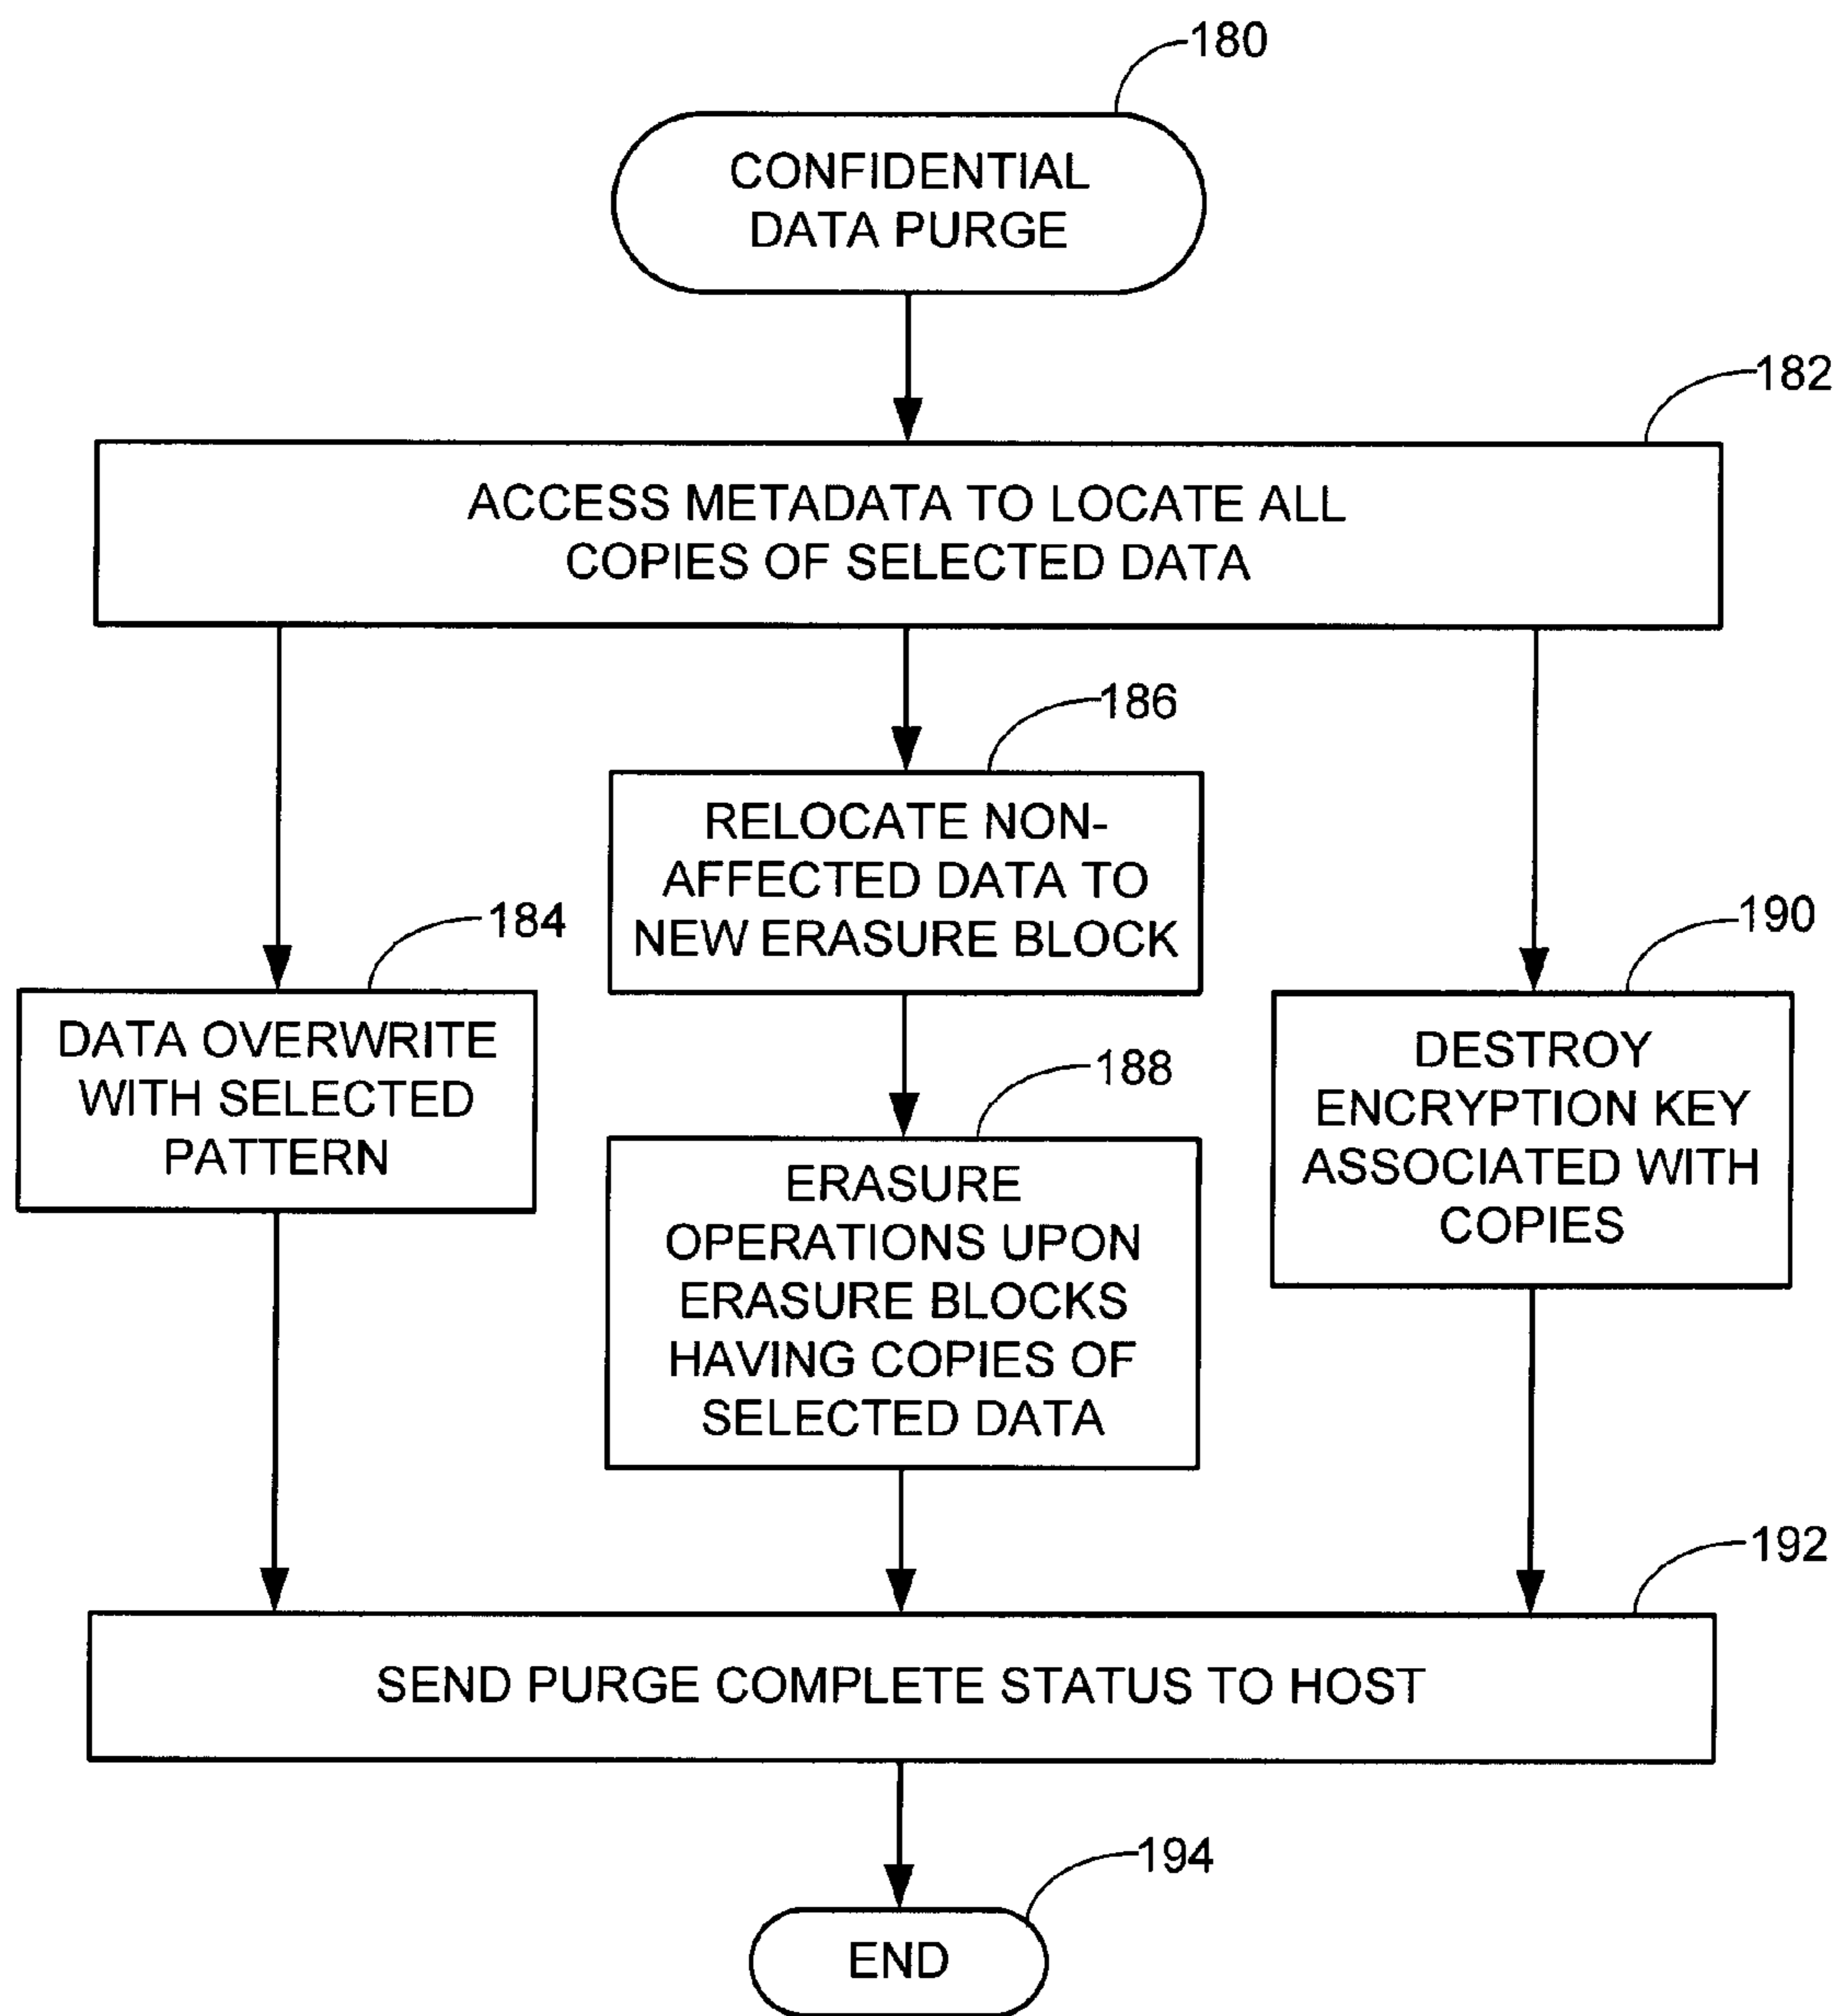 180
CONFIDENTIAL
DATA PURGE
182
ACCESS METADATA TO LOCATE ALL
COPIES OF SELECTED DATA
186
RELOCATE NON-
AFFECTED DATA TO
NEW ERASURE BLOCK
184
DATA OVERWRITE
WITH SELECTED
PATTERN
190
DESTROY
ENCRYPTION KEY
ASSOCIATED WITH
COPIES
188
ERASURE
OPERATIONS UPON
ERASURE BLOCKS
HAVING COPIES OF
SELECTED DATA
192
SEND PURGE COMPLETE STATUS TO HOST
194
END